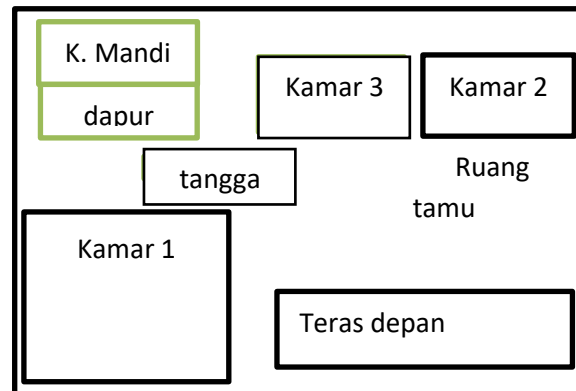 K. Mandi
dapur
Kamar 3
Kamar 2
tangga
Ruang
tamu
Kamar 1
Teras depan